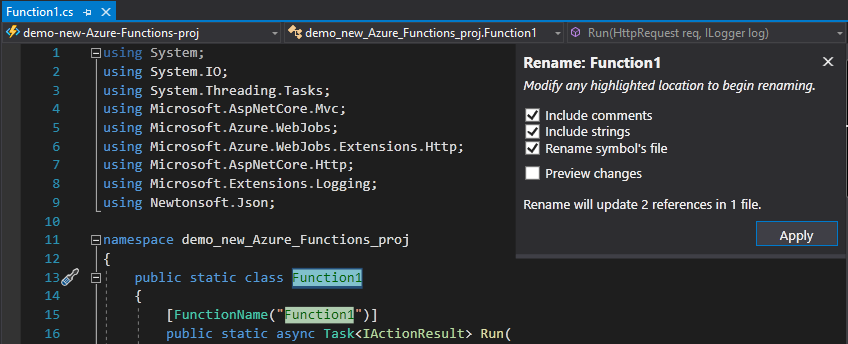 Function1.cs
demo-new-Azure-Functions-proj
demo_new_Azure_Functions_proj.Function1
Run(HttpRequest req, ILogger log)
1 using System;
2 using System.IO;
3 using System.Threading.Tasks;
4 using Microsoft.AspNetCore.Mvc;
5 using Microsoft.Azure.WebJobs;
6 using Microsoft.Azure.WebJobs.Extensions.Http;
7 using Microsoft.AspNetCore.Http;
8 using Microsoft.Extensions.Logging;
9 using Newtonsoft.Json;
10
11 namespace demo_new_Azure_Functions_proj
12 {
13 public static class Function1
14 {
15 [FunctionName("Function1")]
16 public static async Task<IActionResult> Run(
Rename: Function1
Modify any highlighted location to begin renaming.
Include comments
Include strings
Rename symbol's file
Preview changes
Rename will update 2 references in 1 file.
Apply